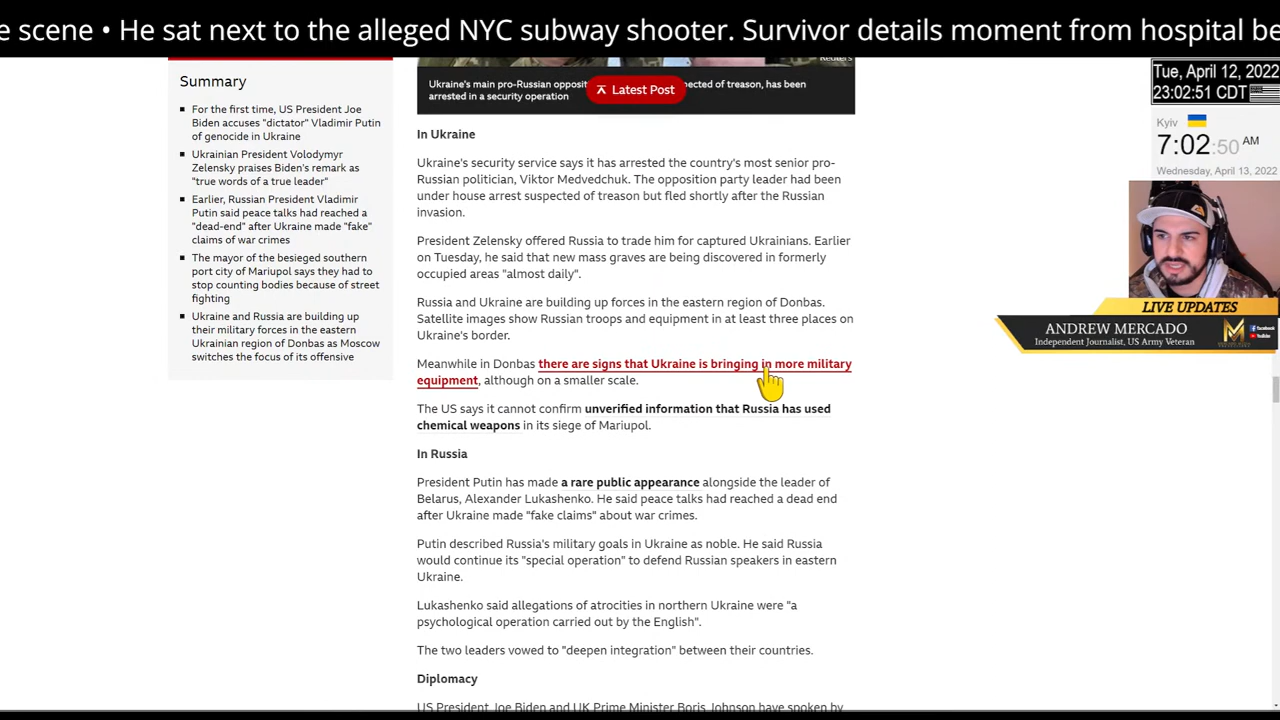 e scene • He sat next to the alleged NYC subway shooter. Survivor details moment from hospital be
Summary
For the first time, US President Joe
Biden accuses "dictator" Vladimir Putin
of genocide in Ukraine
Ukrainian President Volodymyr
Zelensky praises Biden's remark as
"true words of a true leader"
Earlier, Russian President Vladimir
Putin said peace talks had reached a
"dead-end" after Ukraine made "fake"
claims of war crimes
The mayor of the besieged southern
port city of Mariupol says they had to
stop counting bodies because of street
fighting
Ukraine and Russia are building up
their military forces in the eastern
Ukrainian region of Donbas as Moscow
switches the focus of its offensive
Reuters
Ukraine's main pro-Russian opposit
pected of treason, has been
arrested in a security operation
Latest Post
In Ukraine
Ukraine's security service says it has arrested the country's most senior pro-
Russian politician, Viktor Medvedchuk. The opposition party leader had been
under house arrest suspected of treason but fled shortly after the Russian
invasion.
President Zelensky offered Russia to trade him for captured Ukrainians. Earlier
on Tuesday, he said that new mass graves are being discovered in formerly
occupied areas "almost daily".
Russia and Ukraine are building up forces in the eastern region of Donbas.
Satellite images show Russian troops and equipment in at least three places on
Ukraine's border.
Meanwhile in Donbas there are signs that Ukraine is bringing in more military
equipment, although on a smaller scale.
The US says it cannot confirm unverified information that Russia has used
chemical weapons in its siege of Mariupol.
In Russia
President Putin has made a rare public appearance alongside the leader of
Belarus, Alexander Lukashenko. He said peace talks had reached a dead end
after Ukraine made "fake claims" about war crimes.
Putin described Russia's military goals in Ukraine as noble. He said Russia
would continue its "special operation" to defend Russian speakers in eastern
Ukraine.
Lukashenko said allegations of atrocities in northern Ukraine were "a
psychological operation carried out by the English".
The two leaders vowed to "deepen integration" between their countries.
Diplomacy
US President Joe Biden and UK Prime Minister Boris Johnson have spoken by
Tue, April 12, 2022
23:02:51 CDT
Kyiv
7:02:50 AM
Wednesday, April 13, 2022
LIVE UPDATES
ANDREW MERCADO
Independent Journalist, US Army Veteran